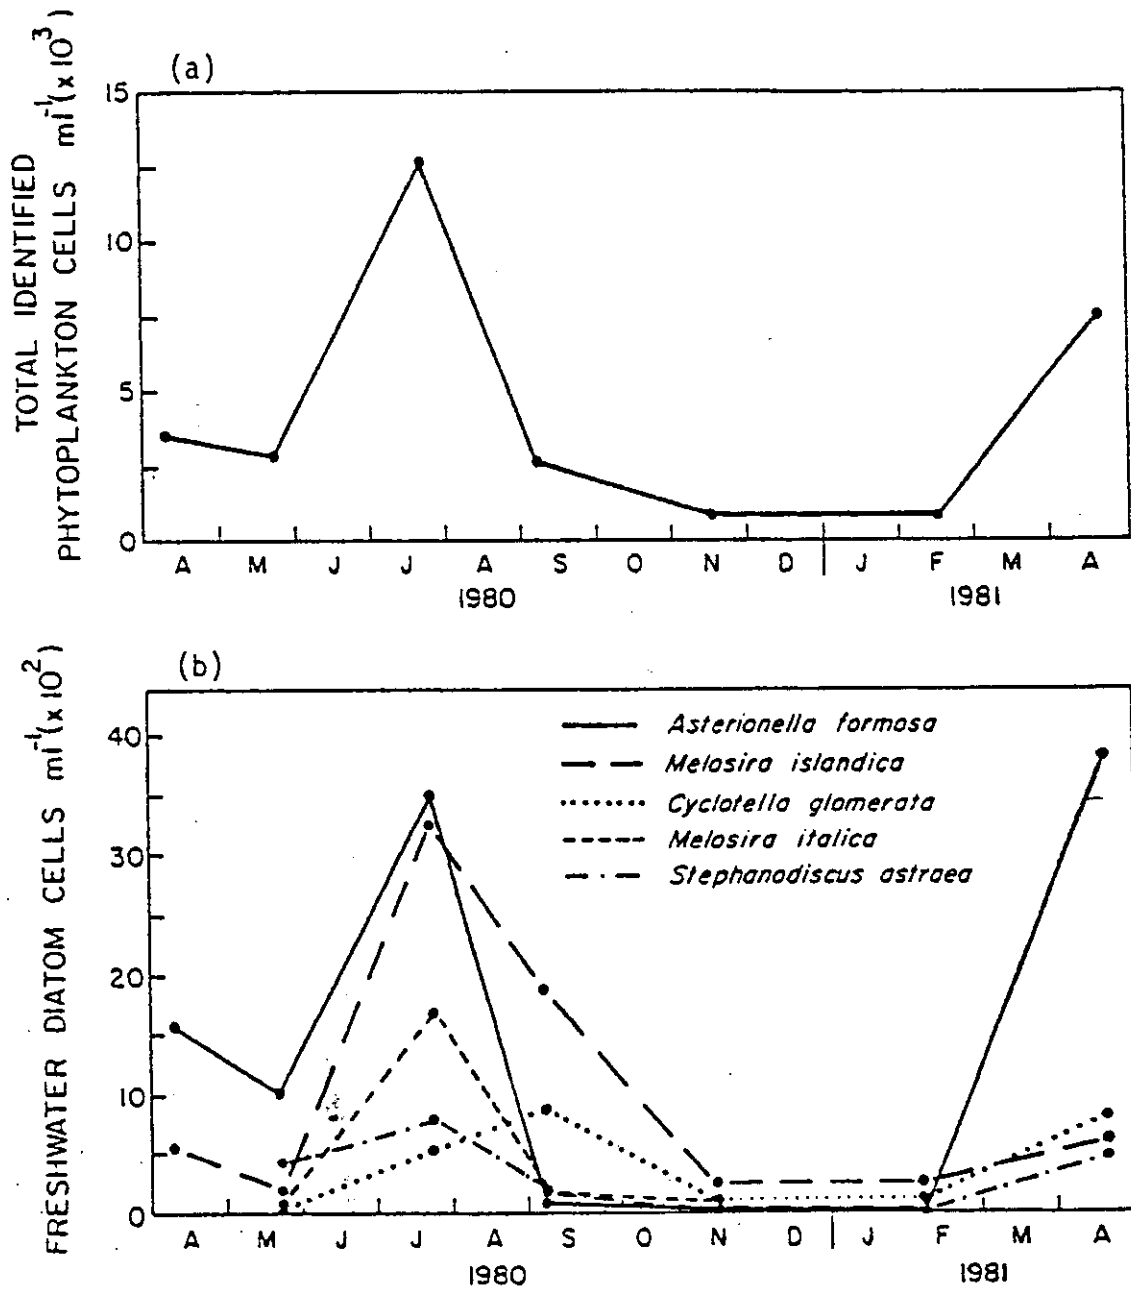 (a)
TOTAL IDENTIFIED
PHYTOPLANKTON CELLS ml⁻¹(x10³)
15
10
5
0
A M J J A S O N D J F M A
1980 1981
(b)
FRESHWATER DIATOM CELLS ml⁻¹(x10²)
40
30
20
10
0
Asterionella formosa
Melosira islandica
Cyclotella glomerata
Melosira italica
Stephanodiscus astraea
A M J J A S O N D J F M A
1980 1981